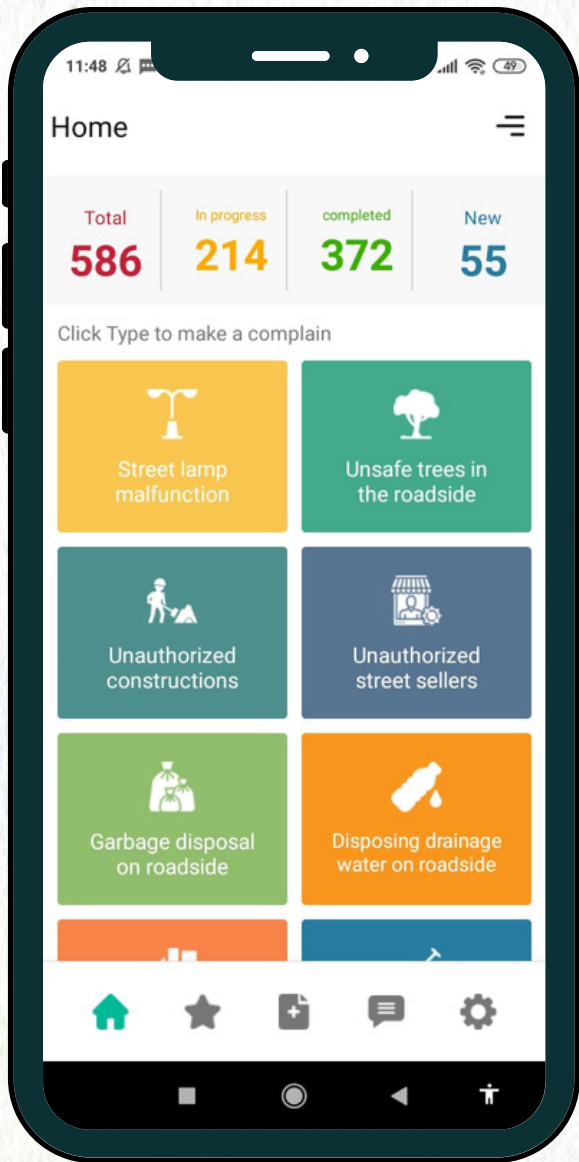 11:48
49
Home
Total
In progress
completed
New
586
214
372
55
Click Type to make a complain
Street lamp
malfunction
Unsafe trees in
the roadside
Unauthorized
constructions
Unauthorized
street sellers
Garbage disposal
on roadside
Disposing drainage
water on roadside